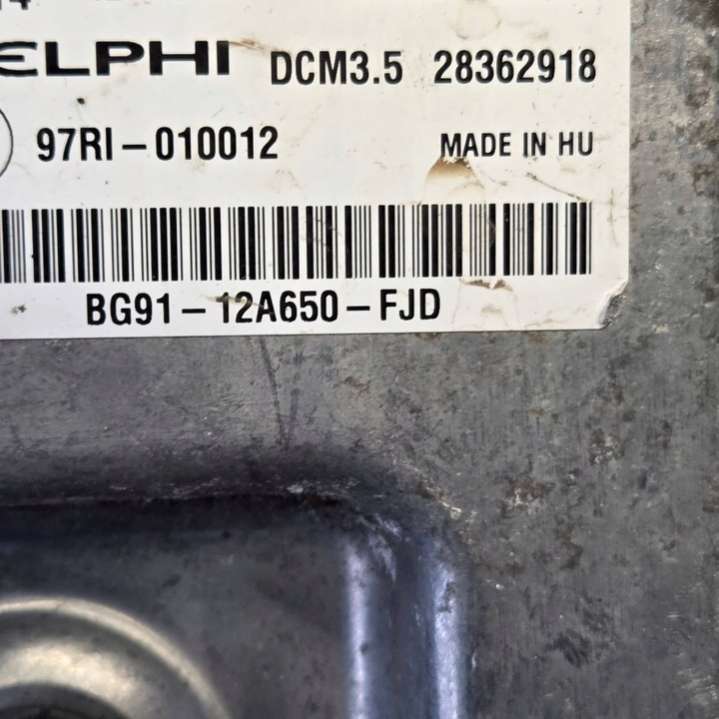 ELPHI DCM3.5 28362918
97RI-010012 MADE IN HU
BG91-12A650-FJD